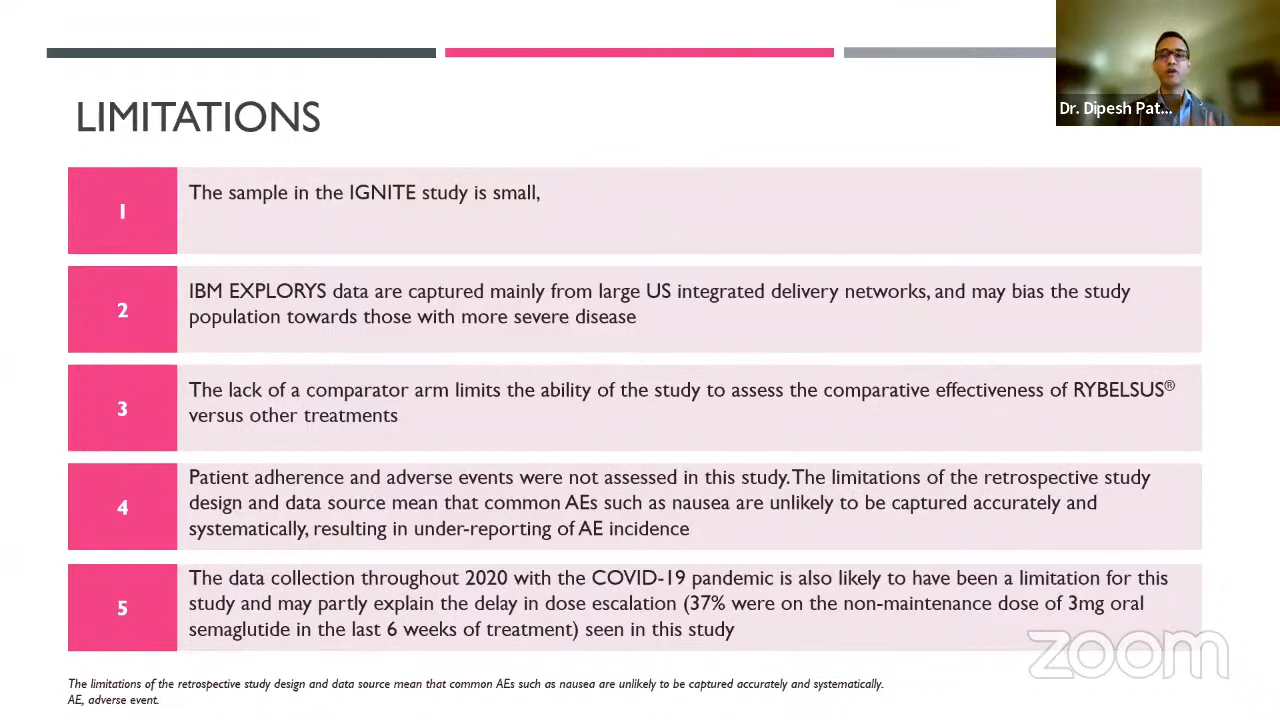 Dr. Dipesh Pat...
LIMITATIONS
1
The sample in the IGNITE study is small,
2
IBM EXPLORYS data are captured mainly from large US integrated delivery networks, and may bias the study
population towards those with more severe disease
3
The lack of a comparator arm limits the ability of the study to assess the comparative effectiveness of RYBELSUS®
versus other treatments
4
Patient adherence and adverse events were not assessed in this study. The limitations of the retrospective study
design and data source mean that common AEs such as nausea are unlikely to be captured accurately and
systematically, resulting in under-reporting of AE incidence
5
The data collection throughout 2020 with the COVID-19 pandemic is also likely to have been a limitation for this
study and may partly explain the delay in dose escalation (37% were on the non-maintenance dose of 3mg oral
semaglutide in the last 6 weeks of treatment) seen in this study
zoom
The limitations of the retrospective study design and data source mean that common AEs such as nausea are unlikely to be captured accurately and systematically.
AE, adverse event.